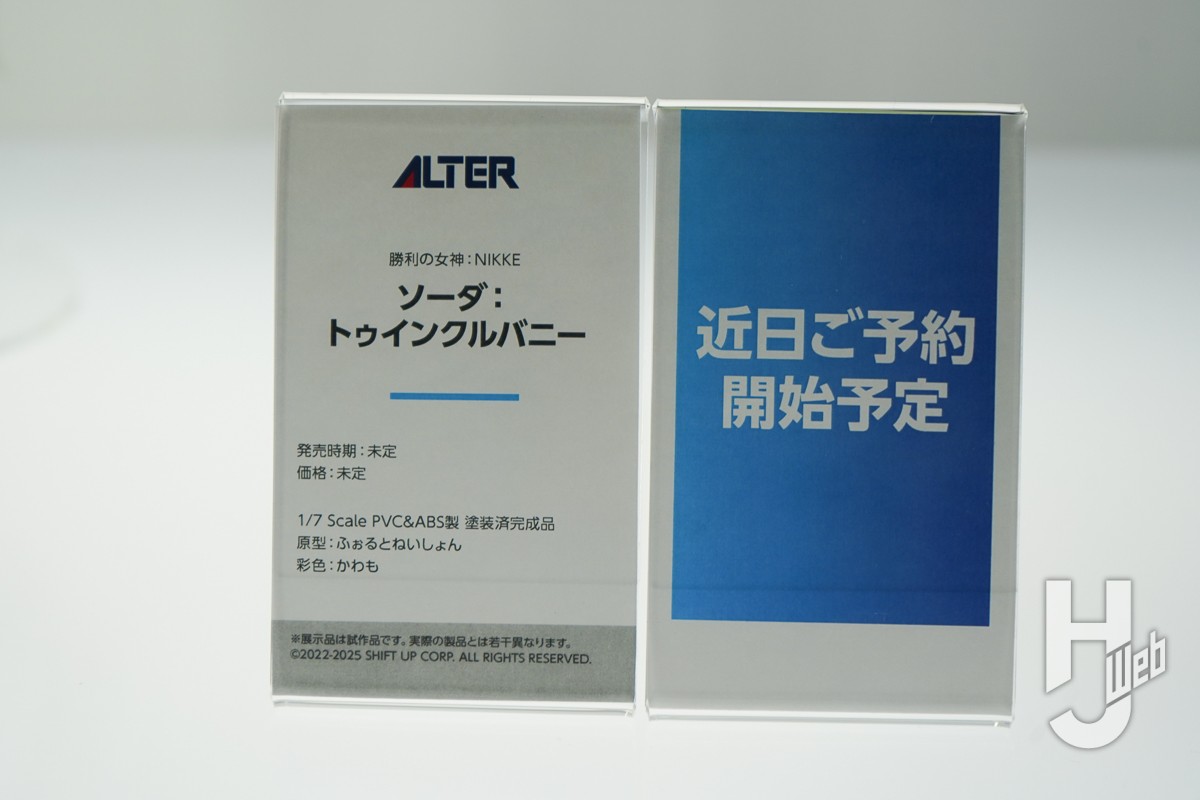 ALTER
勝利の女神:NIKKE
ソーダ:
トゥインクルバニー
発売時期:未定
価格:未定
1/7 Scale PVC&ABS製 塗装済完成品
原型:ふぉるとねいしょん
彩色:かわも
※展示品は試作品です。実際の製品とは若干異なります。
©2022-2025 SHIFT UP CORP. ALL RIGHTS RESERVED.
近日ご予約
開始予定
HJ Web